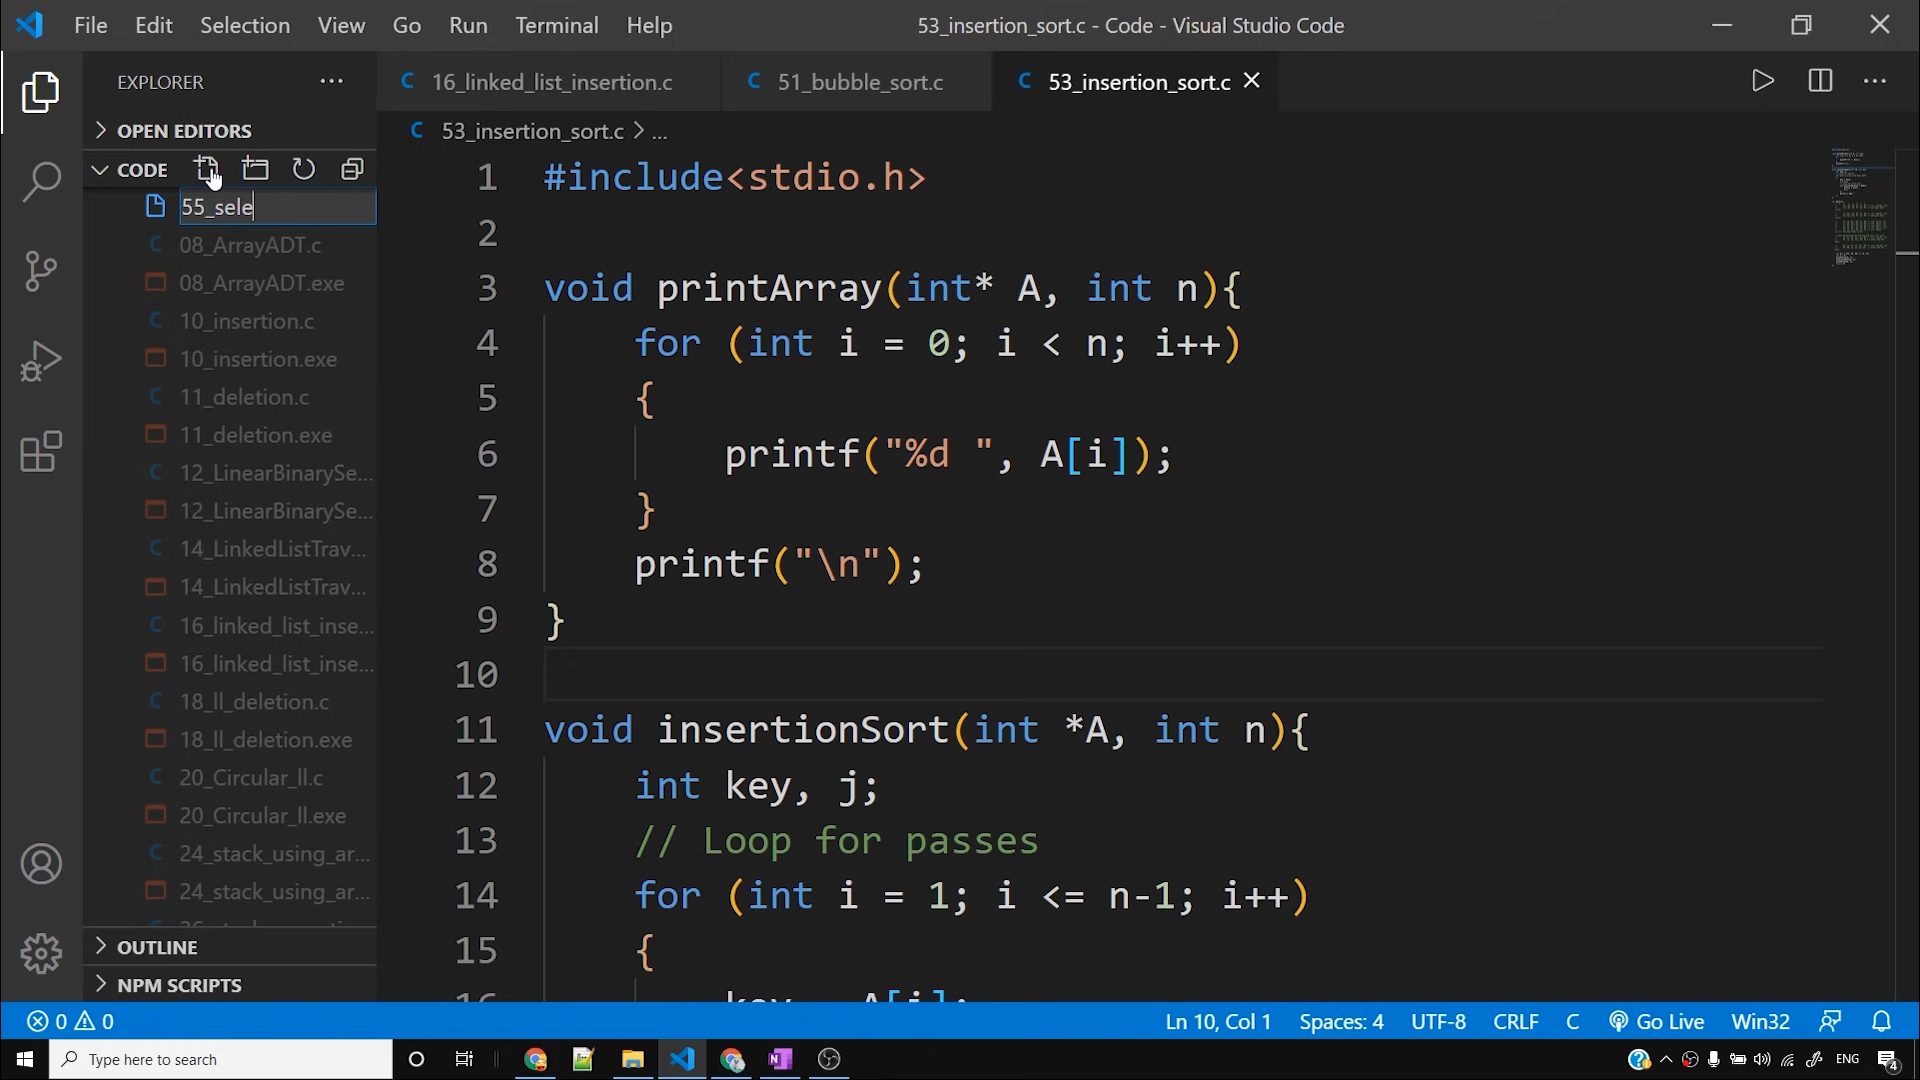 File Edit Selection View Go Run Terminal Help
53_insertion_sort.c - Code - Visual Studio Code
EXPLORER
OPEN EDITORS
CODE
55_sele
08_ArrayADT.c
08_ArrayADT.exe
10_insertion.c
10_insertion.exe
11_deletion.c
11_deletion.exe
12_LinearBinarySe...
12_LinearBinarySe...
14_LinkedListTrav...
14_LinkedListTrav...
16_linked_list_inse...
16_linked_list_inse...
18_ll_deletion.c
18_ll_deletion.exe
20_Circular_ll.c
20_Circular_ll.exe
24_stack_using_ar...
24_stack_using_ar...
OUTLINE
NPM SCRIPTS
16_linked_list_insertion.c 51_bubble_sort.c 53_insertion_sort.c
53_insertion_sort.c > ...
1 #include<stdio.h>
2
3 void printArray(int* A, int n){
4 for (int i = 0; i < n; i++)
5 {
6 printf("%d ", A[i]);
7 }
8 printf("\n");
9 }
10
11 void insertionSort(int *A, int n){
12 int key, j;
13 // Loop for passes
14 for (int i = 1; i <= n-1; i++)
15 {
16 key = A[i];
0 0
Ln 10, Col 1 Spaces: 4 UTF-8 CRLF C Go Live Win32
Type here to search
ENG
4